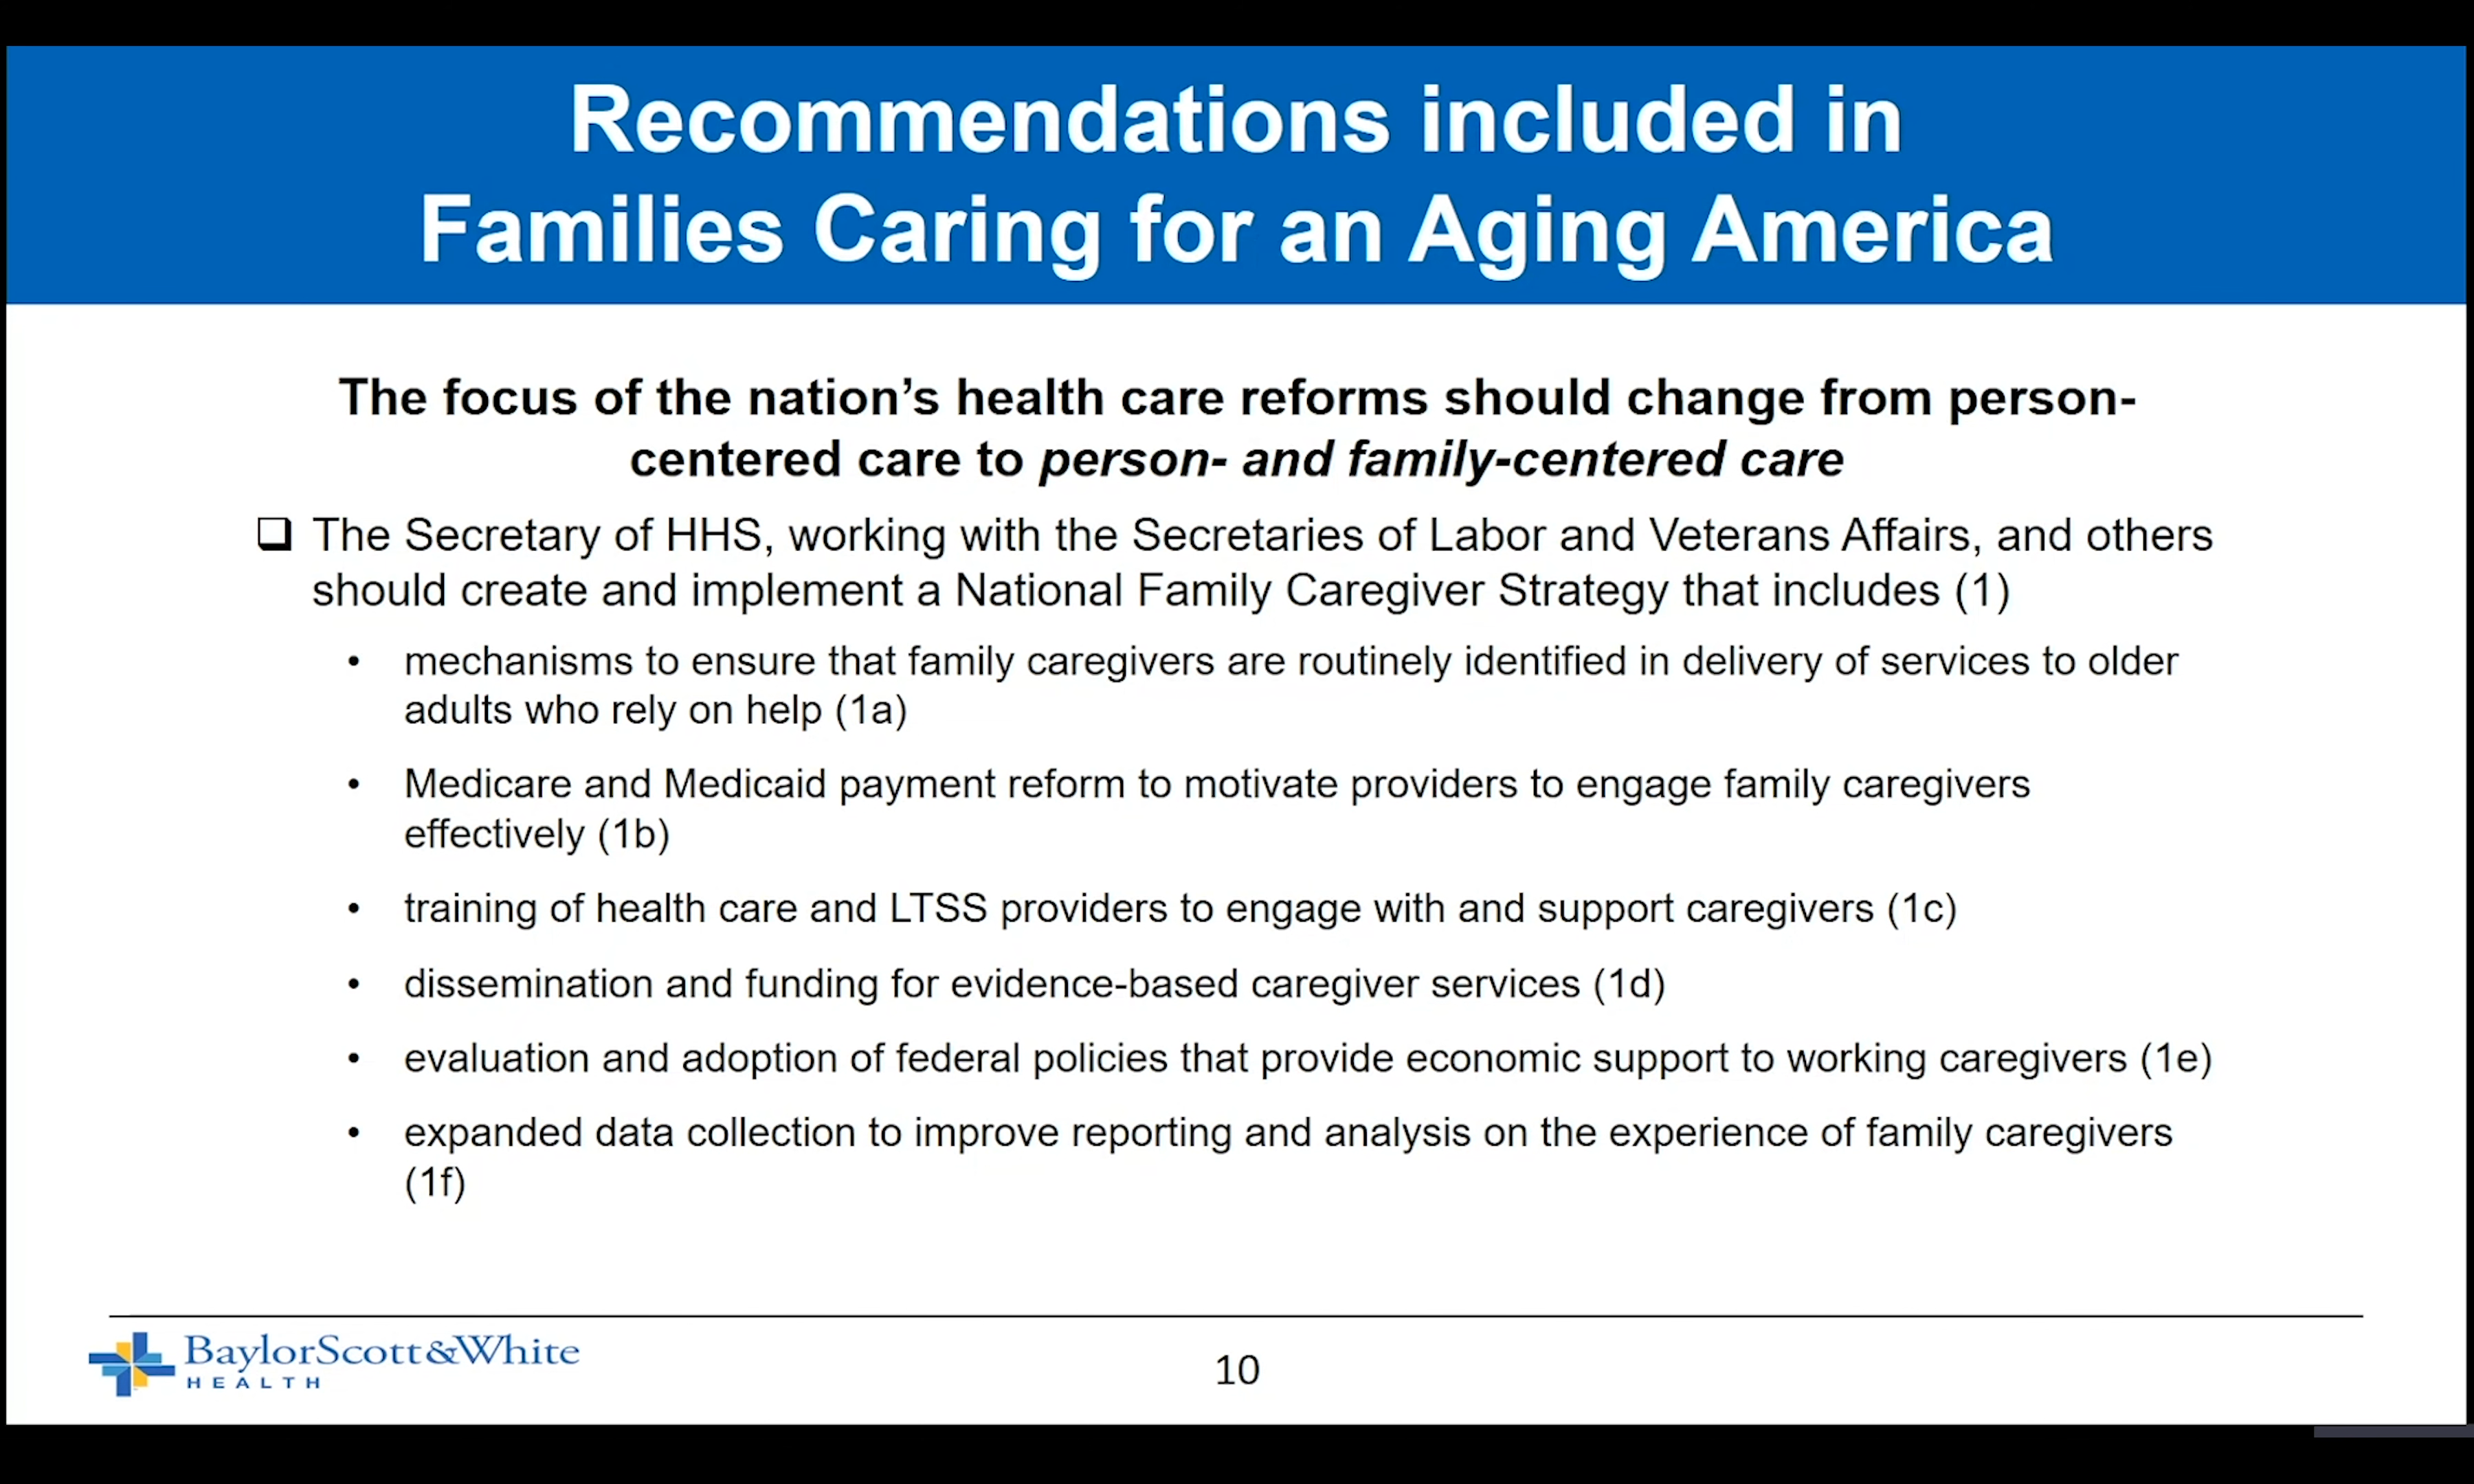 Recommendations included in
Families Caring for an Aging America
The focus of the nation’s health care reforms should change from person-
centered care to person- and family-centered care
❑ The Secretary of HHS, working with the Secretaries of Labor and Veterans Affairs, and others
should create and implement a National Family Caregiver Strategy that includes (1)
• mechanisms to ensure that family caregivers are routinely identified in delivery of services to older
adults who rely on help (1a)
• Medicare and Medicaid payment reform to motivate providers to engage family caregivers
effectively (1b)
• training of health care and LTSS providers to engage with and support caregivers (1c)
• dissemination and funding for evidence-based caregiver services (1d)
• evaluation and adoption of federal policies that provide economic support to working caregivers (1e)
• expanded data collection to improve reporting and analysis on the experience of family caregivers
(1f)
BaylorScott&White
HEALTH
10